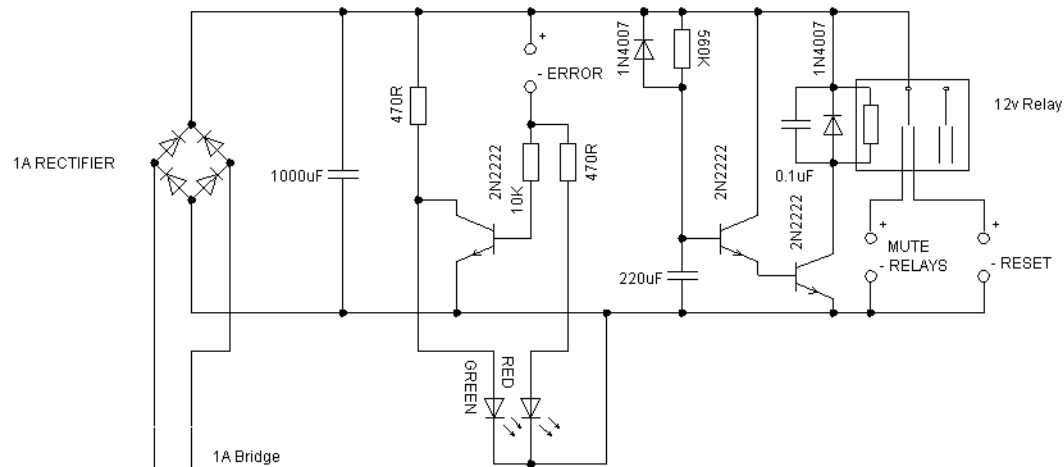 1A RECTIFIER
1000uF
470R
+
- ERROR
2N2222
10K
470R
GREEN
RED
1A Bridge
1N4007
560K
2N2222
220uF
2N2222
1N4007
0.1uF
12v Relay
+
MUTE
- RELAYS
+
- RESET